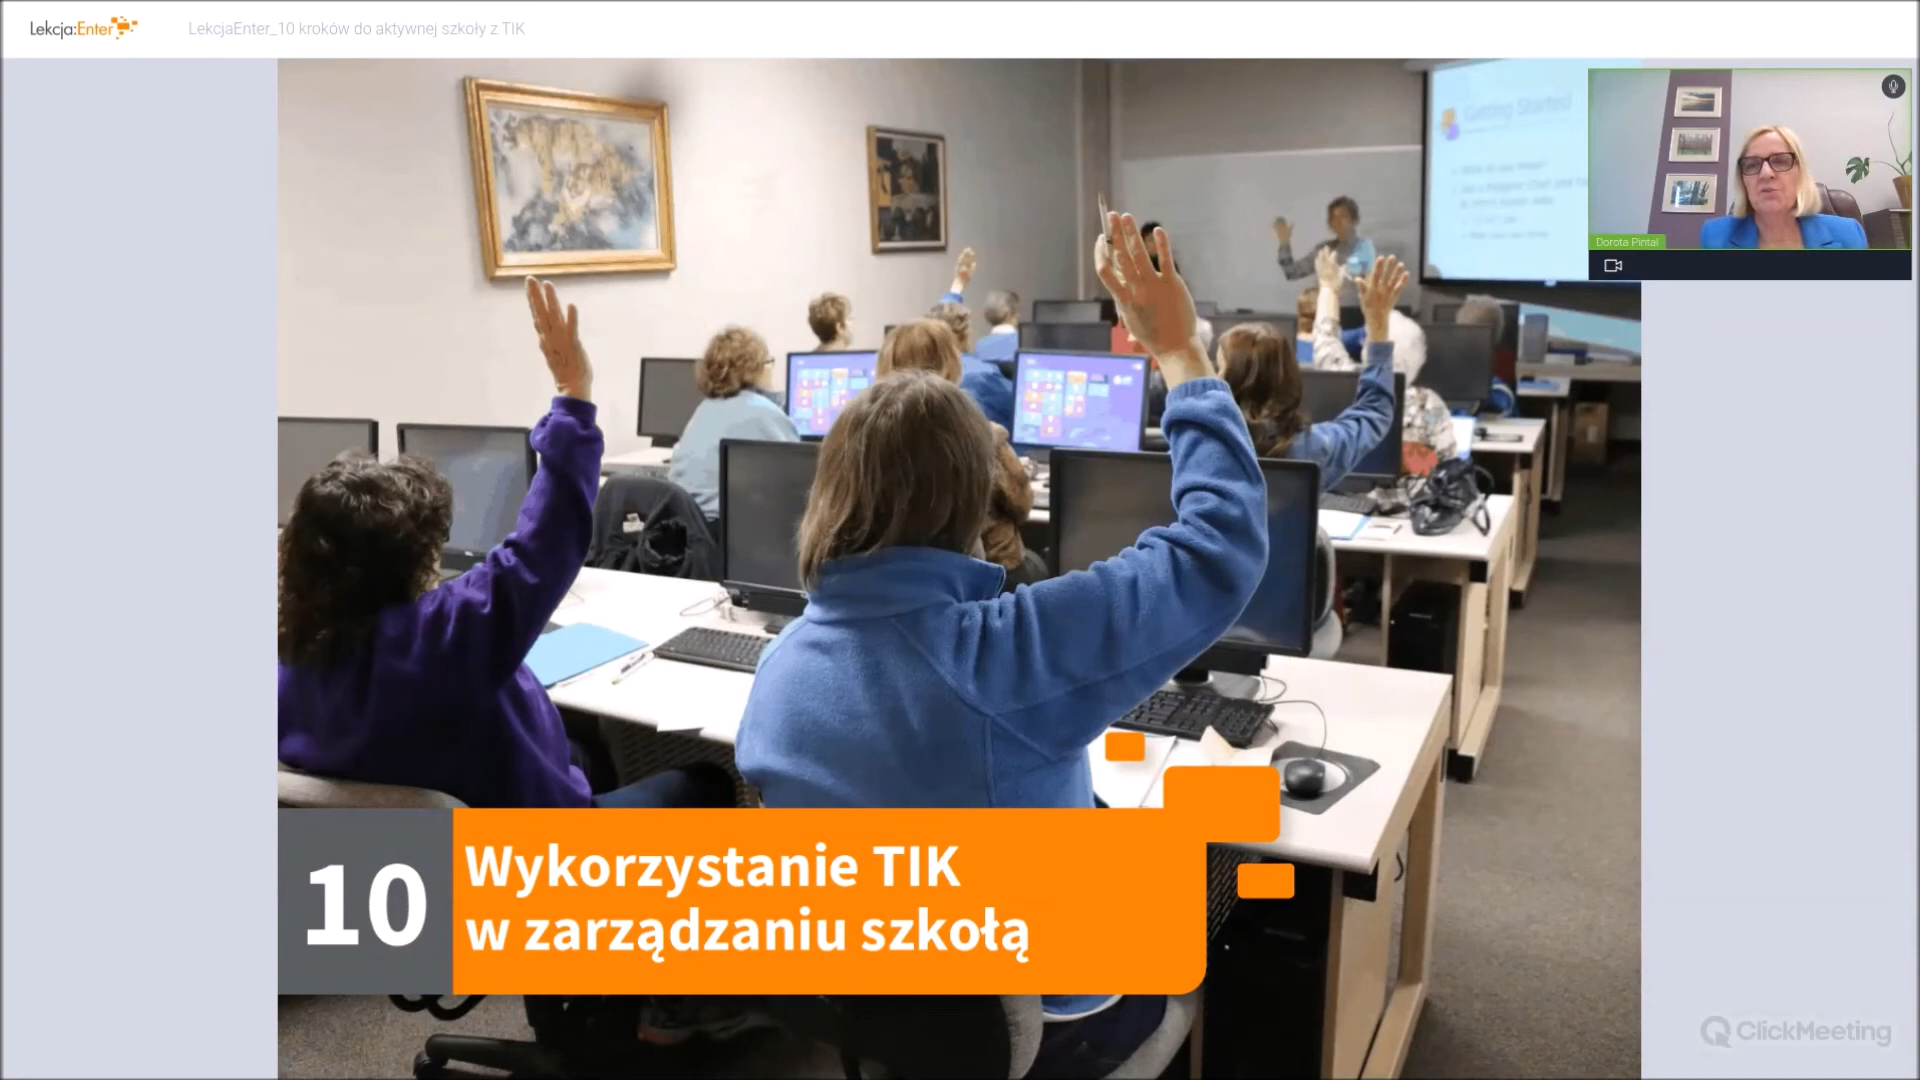 Lekcja:Enter
LekcjaEnter_10 kroków do aktywnej szkoły z TIK
Getting Started
Dorota Pintal
10
Wykorzystanie TIK
w zarządzaniu szkołą
ClickMeeting